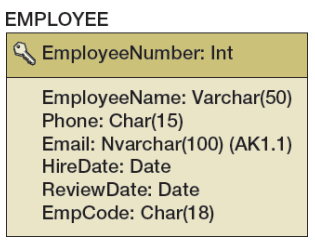 EMPLOYEE
EmployeeNumber: Int
EmployeeName: Varchar(50)
Phone: Char(15)
Email: Nvarchar(100) (AK1.1)
HireDate: Date
ReviewDate: Date
EmpCode: Char(18)